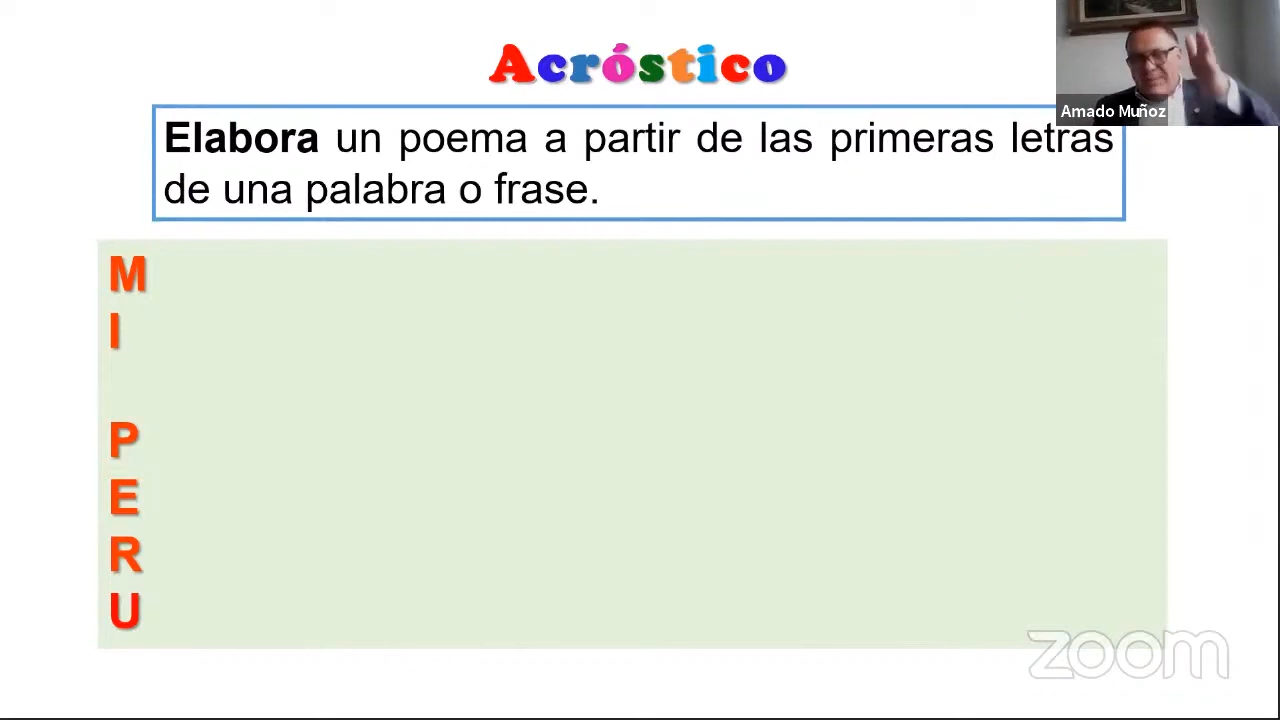 Acróstico
Amado Muñoz
Elabora un poema a partir de las primeras letras
de una palabra o frase.
M
I
P
E
R
U
zoom